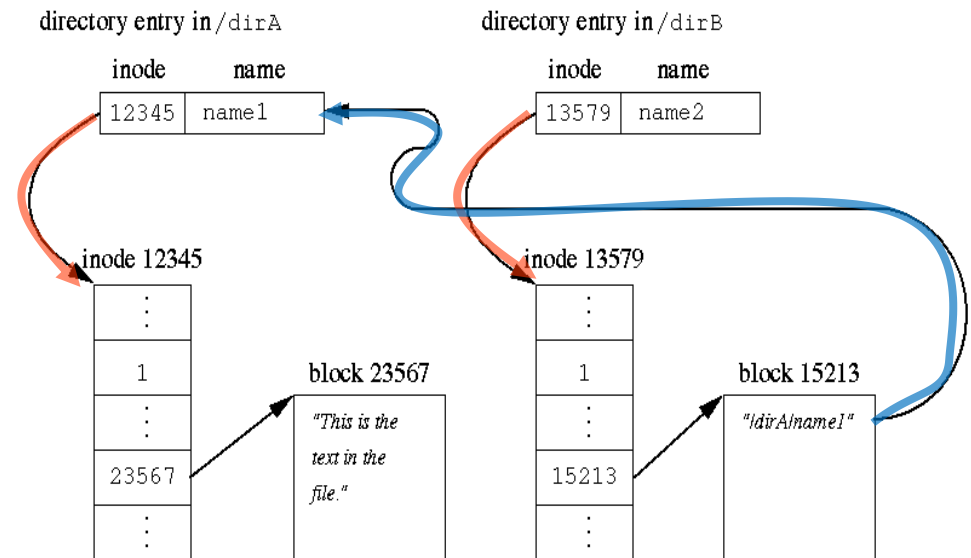 directory entry in /dirA
directory entry in /dirB
inode name
inode name
12345 name1
13579 name2
inode 12345
inode 13579
⋮
⋮
1
block 23567
1
block 15213
⋮
"This is the
⋮
"/dirA/name1"
text in the
23567
file."
15213
⋮
⋮